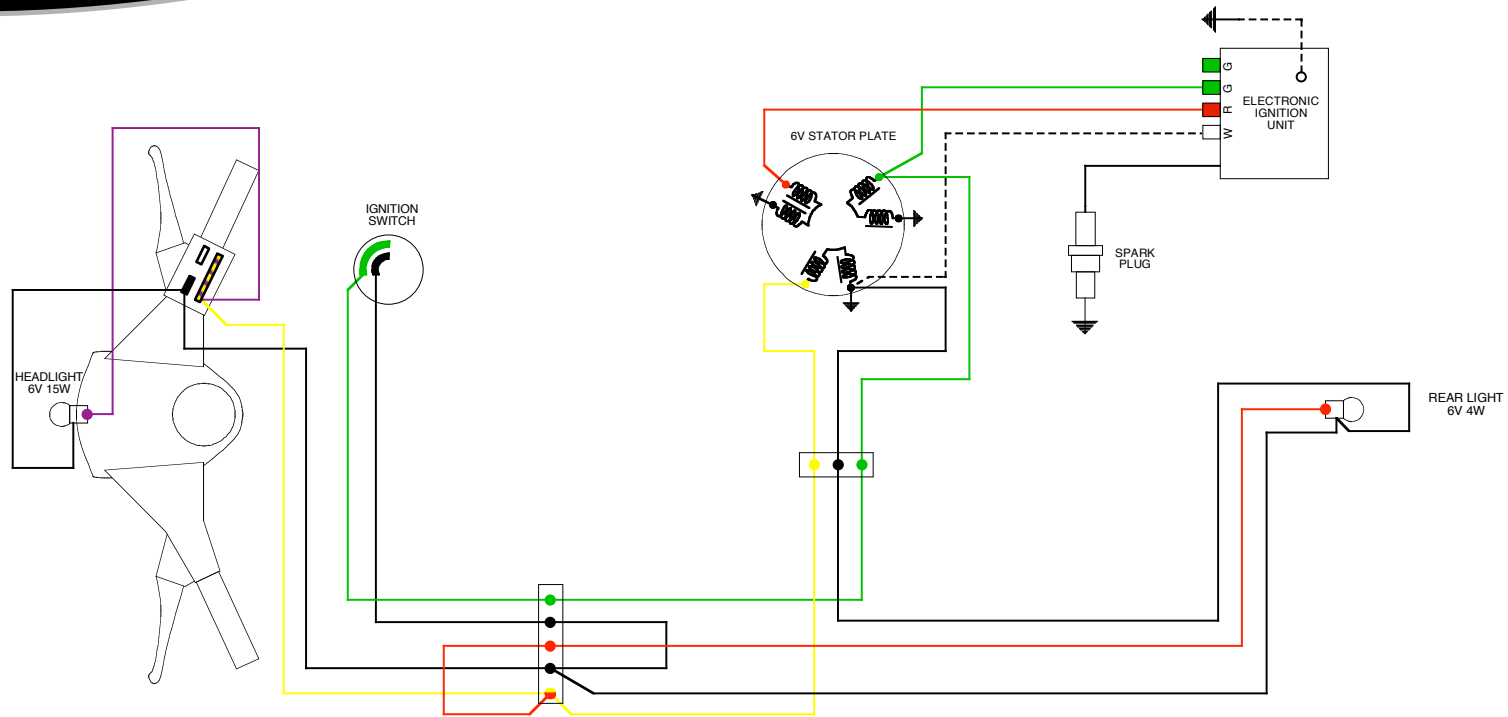 6V STATOR PLATE
G
G
R
W
ELECTRONIC
IGNITION
UNIT
IGNITION
SWITCH
SPARK
PLUG
HEADLIGHT
6V 15W
REAR LIGHT
6V 4W